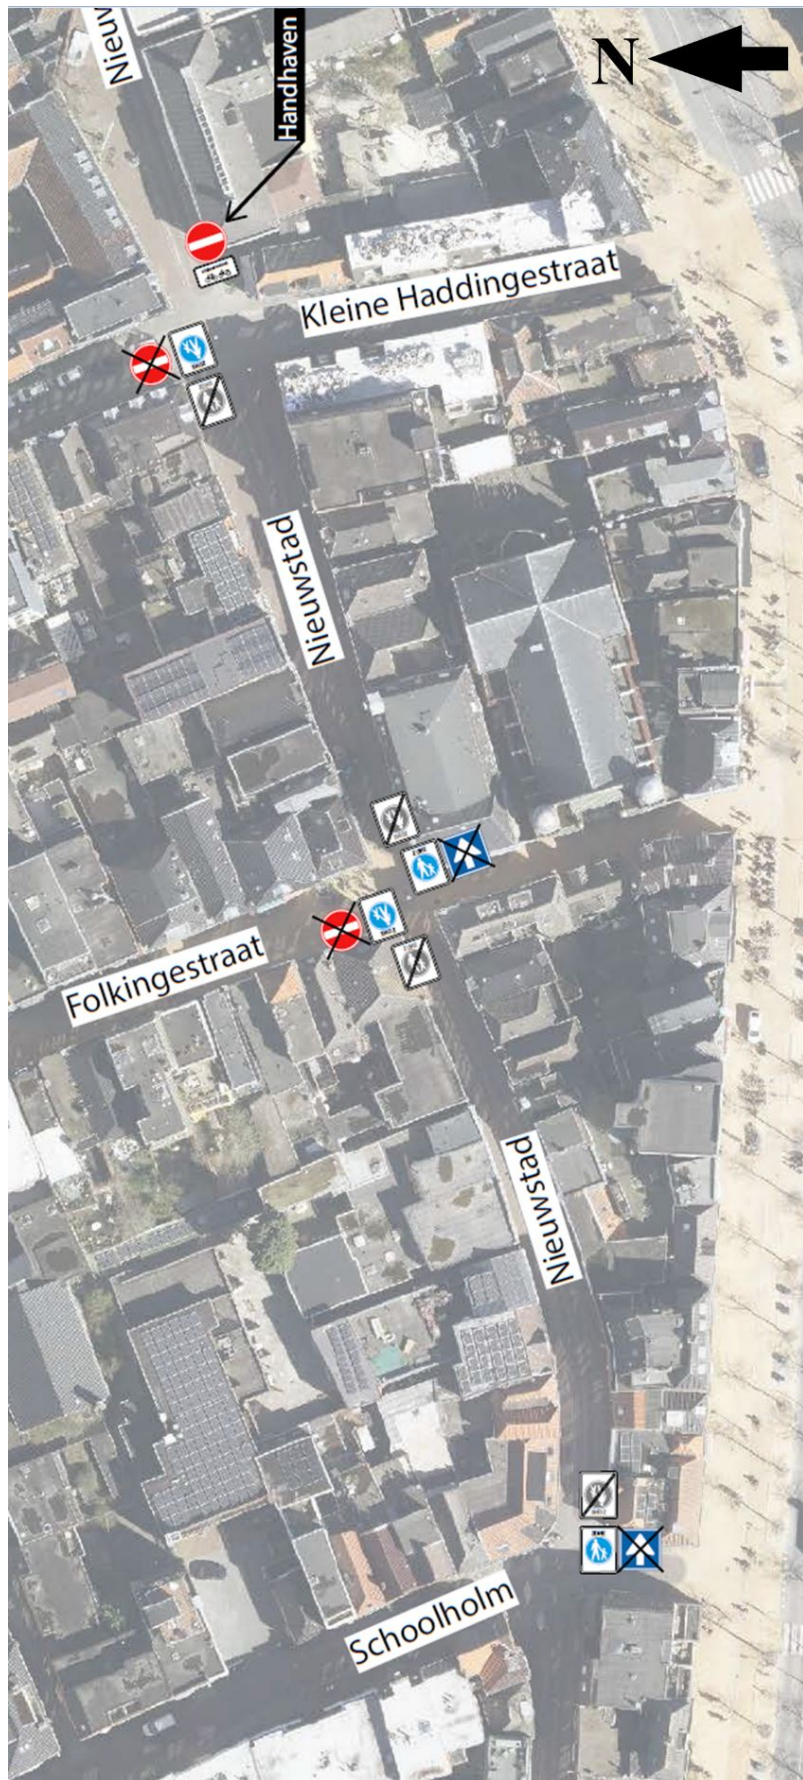 Nieuw
Handhaven
N
Kleine Haddingestraat
Nieuwstad
Folkingestraat
Nieuwstad
Schoolholm